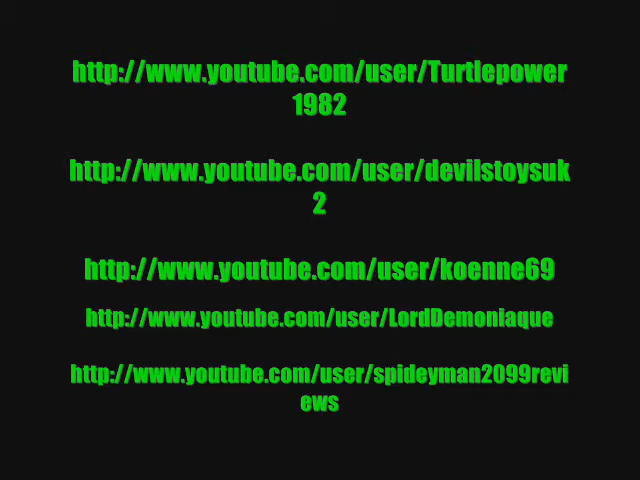 http://www.youtube.com/user/Turtlepower
1982
http://www.youtube.com/user/devilstoysuk
2
http://www.youtube.com/user/koenne69
http://www.youtube.com/user/LordDemoniaque
http://www.youtube.com/user/spideyman2099revi
ews